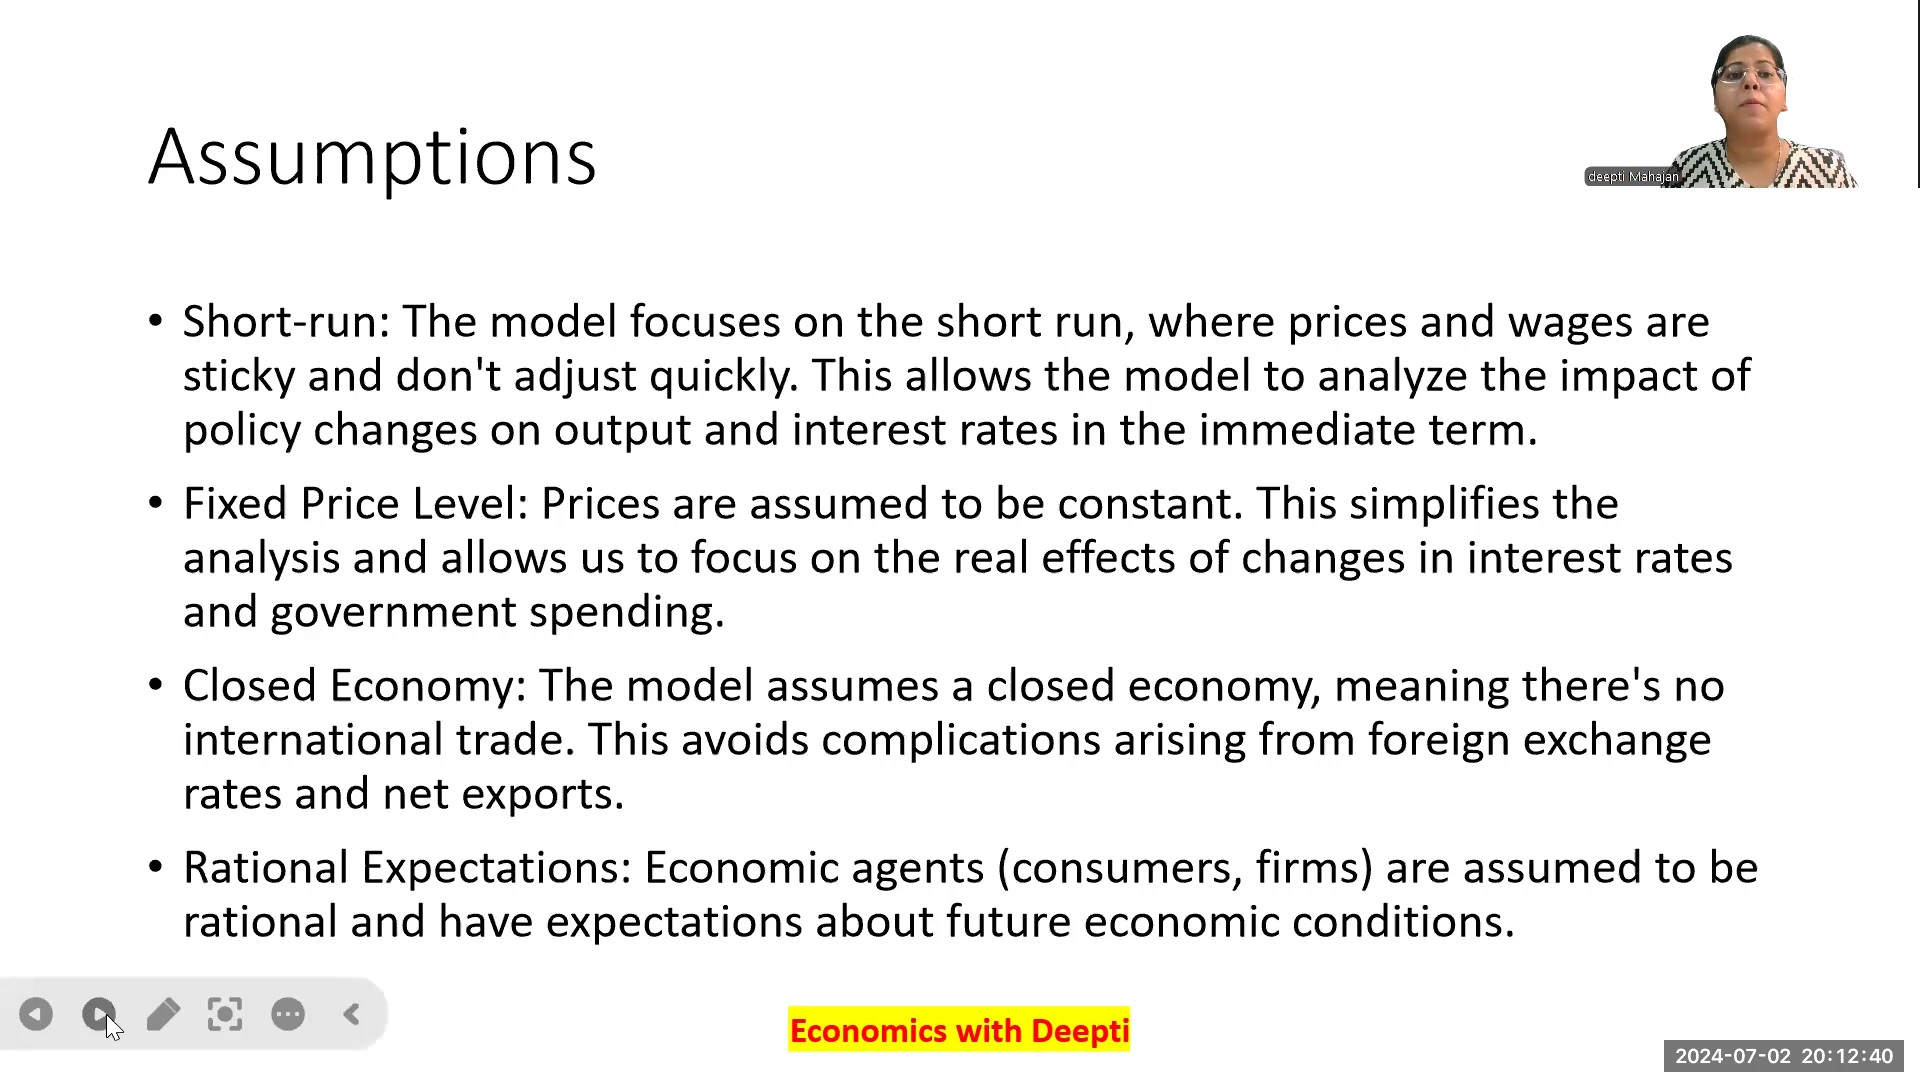 Assumptions
deepti Mahajan
• Short-run: The model focuses on the short run, where prices and wages are
sticky and don't adjust quickly. This allows the model to analyze the impact of
policy changes on output and interest rates in the immediate term.
• Fixed Price Level: Prices are assumed to be constant. This simplifies the
analysis and allows us to focus on the real effects of changes in interest rates
and government spending.
• Closed Economy: The model assumes a closed economy, meaning there's no
international trade. This avoids complications arising from foreign exchange
rates and net exports.
• Rational Expectations: Economic agents (consumers, firms) are assumed to be
rational and have expectations about future economic conditions.
Economics with Deepti
2024-07-02 20:12:40